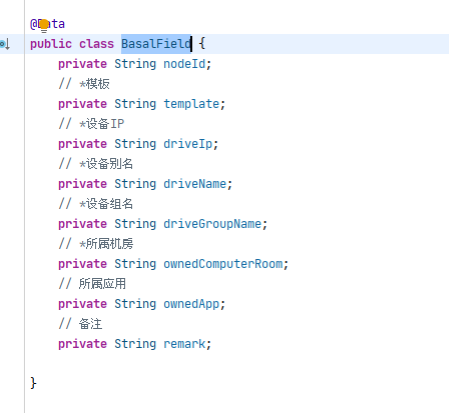 @Data
public class BasalField {
private String nodeId;
// *模板
private String template;
// *设备IP
private String driveIp;
// *设备别名
private String driveName;
// *设备组名
private String driveGroupName;
// *所属机房
private String ownedComputerRoom;
// 所属应用
private String ownedApp;
// 备注
private String remark;
}